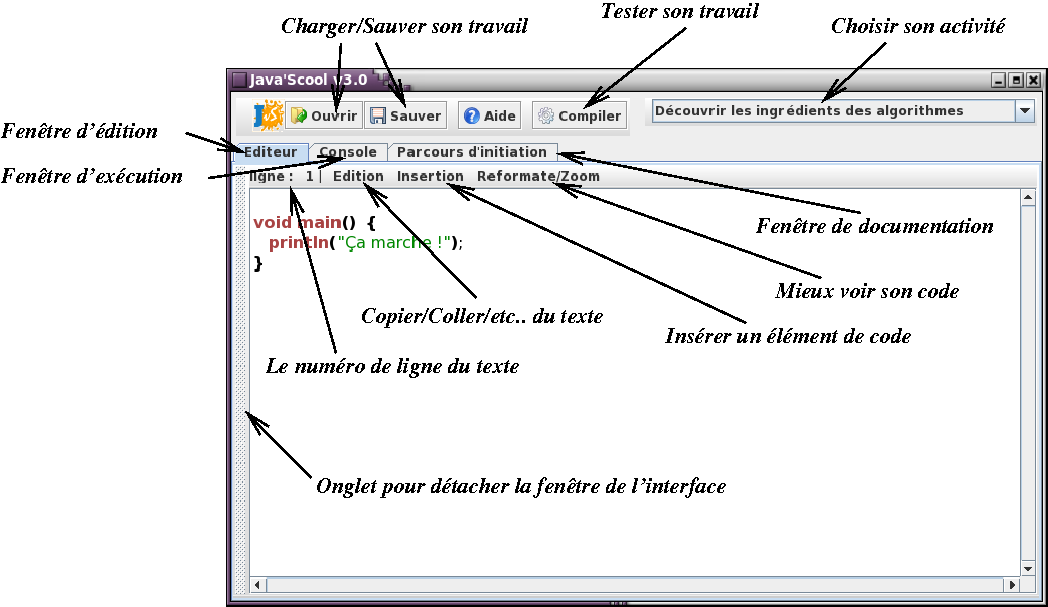 Charger/Sauver son travail
Tester son travail
Choisir son activité
Java'Scool v3.0
JvS
Ouvrir Sauver Aide Compiler Découvrir les ingrédients des algorithmes
Fenêtre d'édition
Editeur Console Parcours d'initiation
Fenêtre d'exécution
ligne : 1 | Edition Insertion Reformate/Zoom
void main() {
println("Ça marche !");
}
Fenêtre de documentation
Mieux voir son code
Copier/Coller/etc.. du texte
Insérer un élément de code
Le numéro de ligne du texte
Onglet pour détacher la fenêtre de l'interface